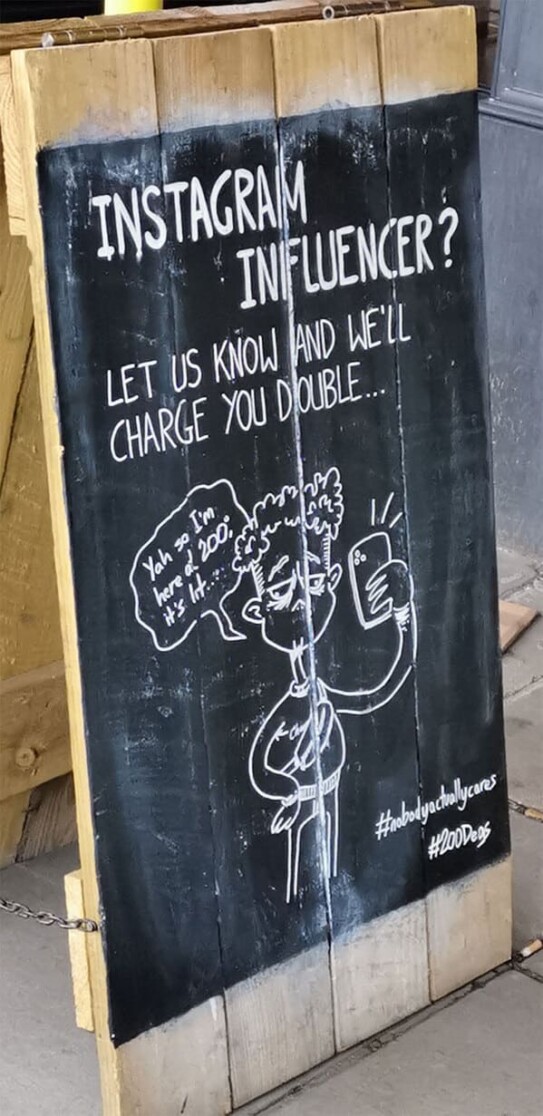 INSTAGRAM
INFLUENCER?
LET US KNOW AND WE'LL
CHARGE YOU DOUBLE...
Yah so I'm
here @ 200°,
it's lit...
#nobodyactuallycares
#200Degs